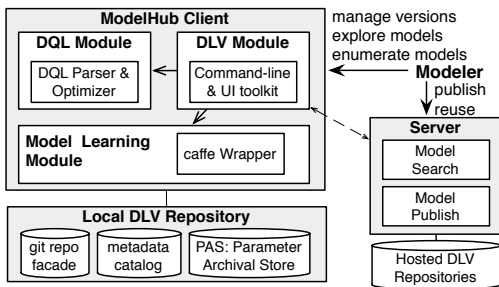 ModelHub Client
DQL Module
DQL Parser &
Optimizer
DLV Module
Command-line
& UI toolkit
Model Learning
Module
caffe Wrapper
Local DLV Repository
git repo
facade
metadata
catalog
PAS: Parameter
Archival Store
manage versions
explore models
enumerate models
Modeler
publish
reuse
Server
Model
Search
Model
Publish
Hosted DLV
Repositories